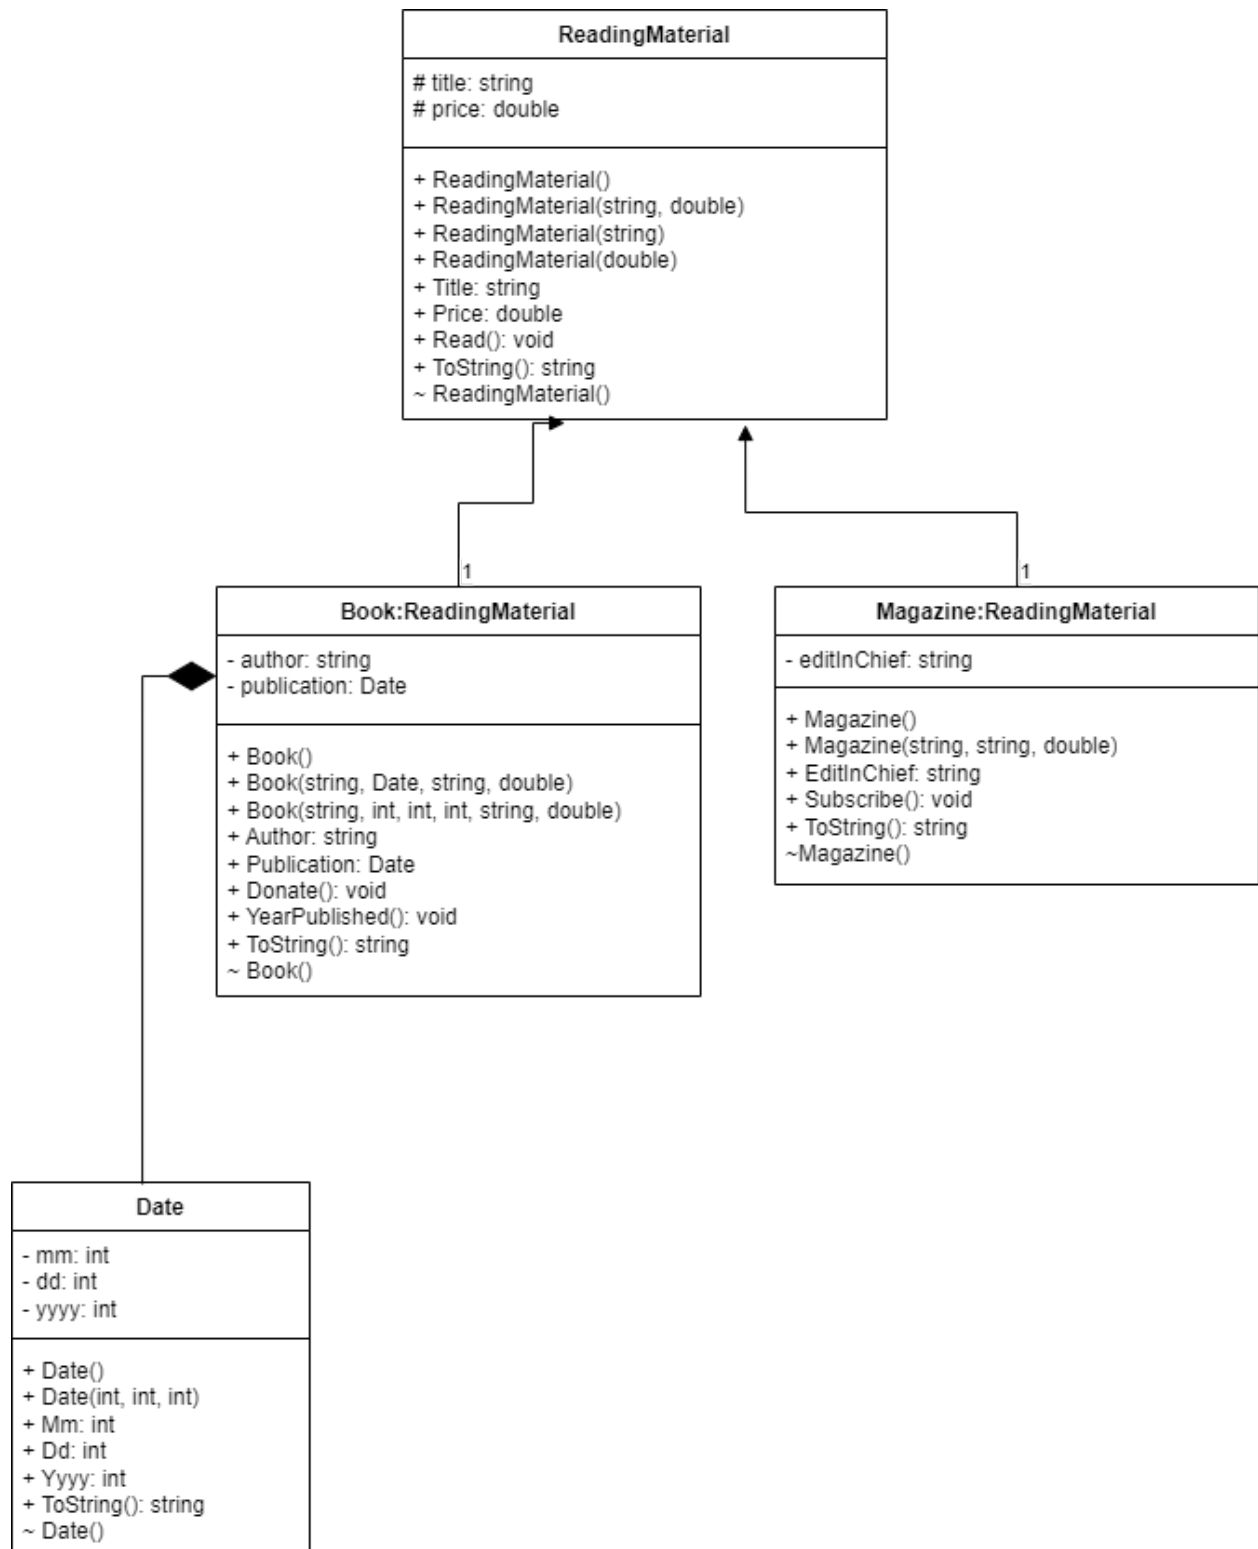 ReadingMaterial
# title: string
# price: double
+ ReadingMaterial()
+ ReadingMaterial(string, double)
+ ReadingMaterial(string)
+ ReadingMaterial(double)
+ Title: string
+ Price: double
+ Read(): void
+ ToString(): string
~ ReadingMaterial()
1
Book:ReadingMaterial
- author: string
- publication: Date
+ Book()
+ Book(string, Date, string, double)
+ Book(string, int, int, int, string, double)
+ Author: string
+ Publication: Date
+ Donate(): void
+ YearPublished(): void
+ ToString(): string
~ Book()
1
Magazine:ReadingMaterial
- editInChief: string
+ Magazine()
+ Magazine(string, string, double)
+ EditInChief: string
+ Subscribe(): void
+ ToString(): string
~Magazine()
Date
- mm: int
- dd: int
- yyyy: int
+ Date()
+ Date(int, int, int)
+ Mm: int
+ Dd: int
+ Yyyy: int
+ ToString(): string
~ Date()